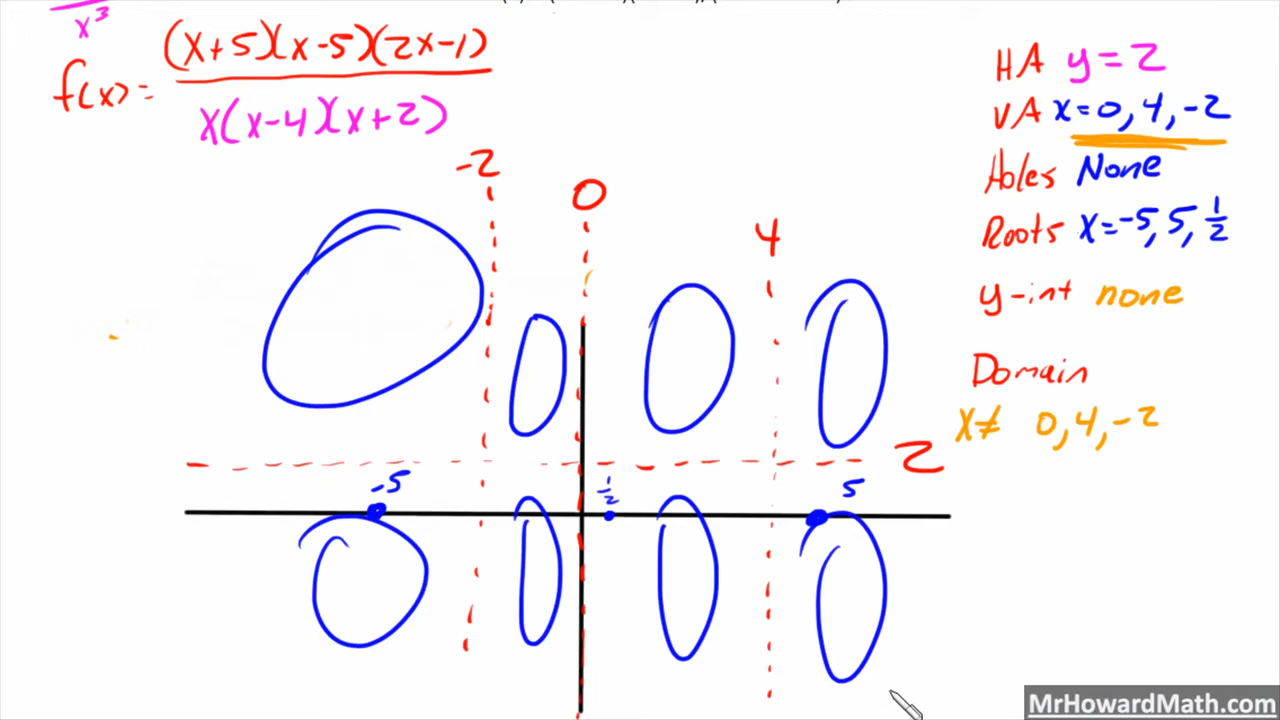 x³
f(x) = (x+5)(x-5)(2x-1)
x(x-4)(x+2)
HA y = 2
VA x = 0, 4, -2
Holes None
Roots x = -5, 5, 1/2
y-int none
Domain
x ≠ 0, 4, -2
-2
0
4
2
-5
1/2
5
MrHowardMath.com